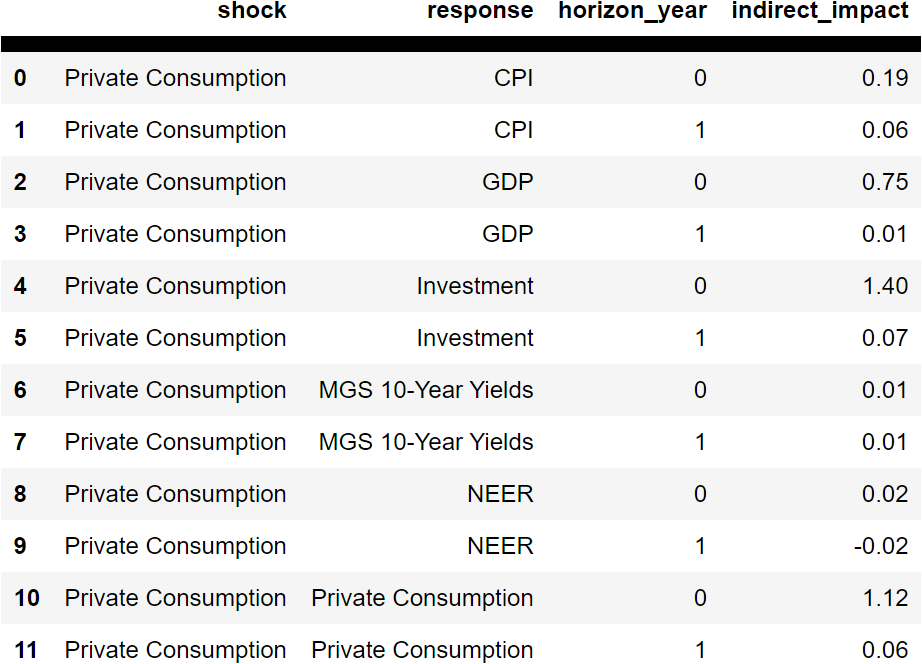 shock response horizon_year indirect_impact
0 Private Consumption CPI 0 0.19
1 Private Consumption CPI 1 0.06
2 Private Consumption GDP 0 0.75
3 Private Consumption GDP 1 0.01
4 Private Consumption Investment 0 1.40
5 Private Consumption Investment 1 0.07
6 Private Consumption MGS 10-Year Yields 0 0.01
7 Private Consumption MGS 10-Year Yields 1 0.01
8 Private Consumption NEER 0 0.02
9 Private Consumption NEER 1 -0.02
10 Private Consumption Private Consumption 0 1.12
11 Private Consumption Private Consumption 1 0.06